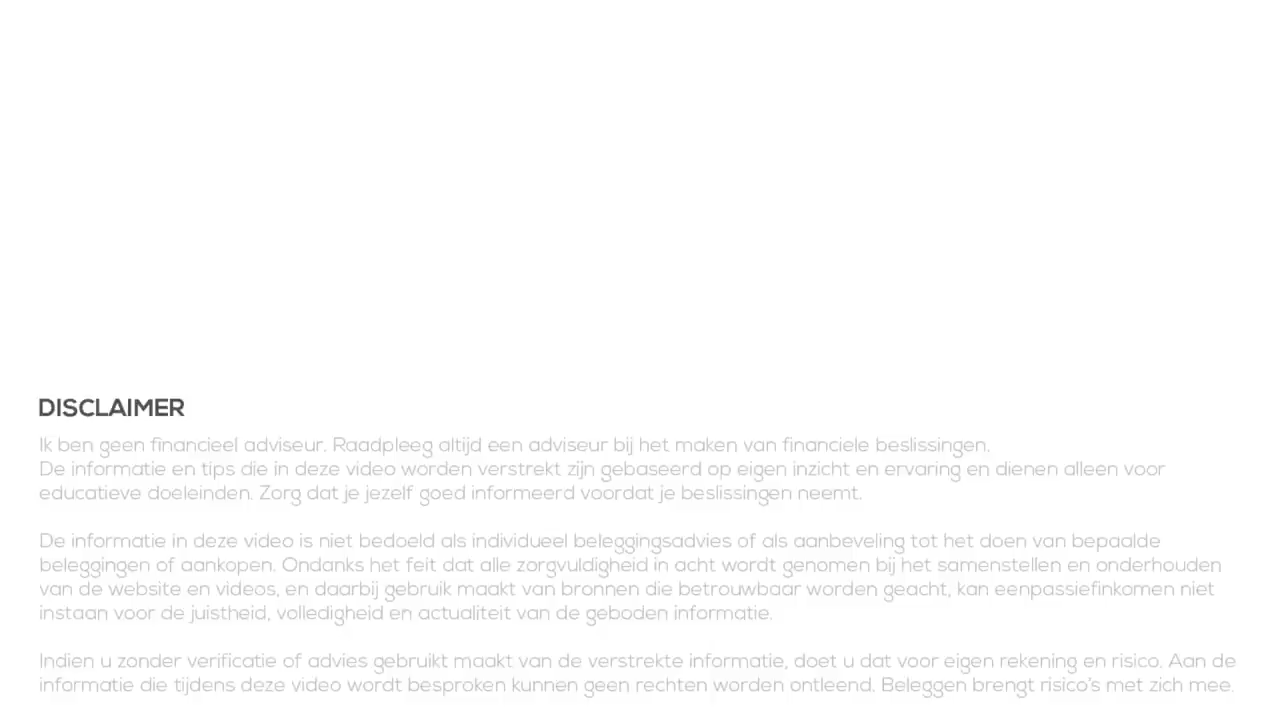 DISCLAIMER
Ik ben geen financieel adviseur. Raadpleeg altijd een adviseur bij het maken van financiele beslissingen.
De informatie en tips die in deze video worden verstrekt zijn gebaseerd op eigen inzicht en ervaring en dienen alleen voor
educatieve doeleinden. Zorg dat je jezelf goed informeerd voordat je beslissingen neemt.
De informatie in deze video is niet bedoeld als individueel beleggingsadvies of als aanbeveling tot het doen van bepaalde
beleggingen of aankopen. Ondanks het feit dat alle zorgvuldigheid in acht wordt genomen bij het samenstellen en onderhouden
van de website en videos, en daarbij gebruik maakt van bronnen die betrouwbaar worden geacht, kan eenpassiefinkomen niet
instaan voor de juistheid, volledigheid en actualiteit van de geboden informatie.
Indien u zonder verificatie of advies gebruikt maakt van de verstrekte informatie, doet u dat voor eigen rekening en risico. Aan de
informatie die tijdens deze video wordt besproken kunnen geen rechten worden ontleend. Beleggen brengt risico's met zich mee.